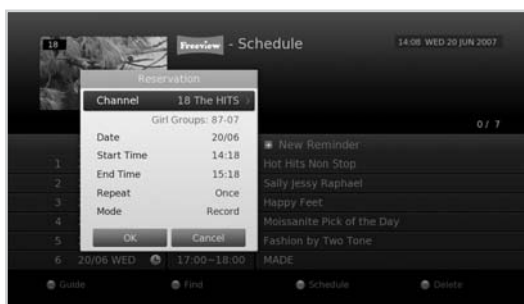 18
Freeview - Schedule
14:08 WED 20 JUN 2007
Reservation
Channel 18 The HITS
Girl Groups: 87-07
0/ 7
Date 20/06
New Reminder
Start Time 14:18
1 Hot Hits Non Stop
End Time 15:18
2 Sally Jessy Raphael
Repeat Once
3 Happy Feet
Mode Record
4 Moissanite Pick of the Day
OK Cancel
5 Fashion by Two Tone
6 20/06 WED 17:00~18:00 MADE
Guide Find Schedule Delete